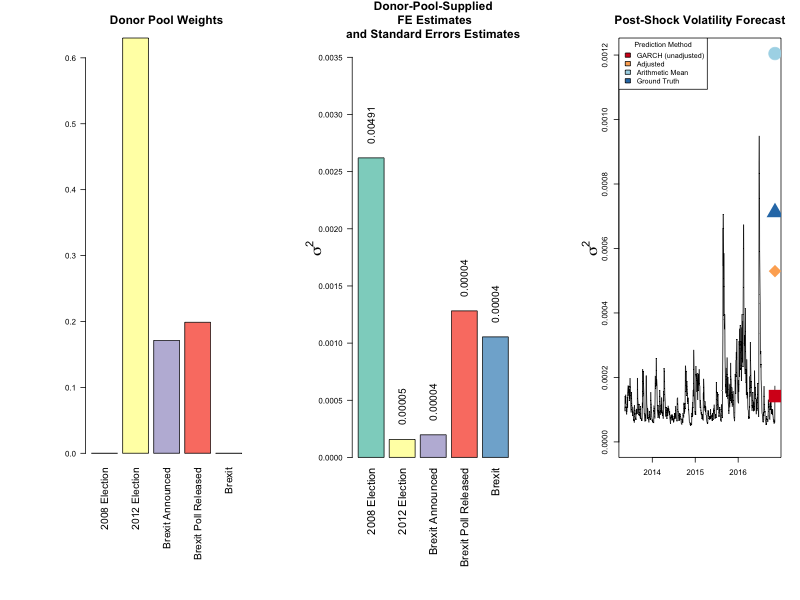 Donor Pool Weights
0.6
0.5
0.4
0.3
0.2
0.1
0.0
2008 Election
2012 Election
Brexit Announced
Brexit Poll Released
Brexit
Donor-Pool-Supplied
FE Estimates
and Standard Errors Estimates
σ2
0.0035
0.0030
0.0025
0.0020
0.0015
0.0010
0.0005
0.0000
0.00491
0.00005
0.00004
0.00004
0.00004
2008 Election
2012 Election
Brexit Announced
Brexit Poll Released
Brexit
Post-Shock Volatility Forecast
σ2
0.0012
0.0010
0.0008
0.0006
0.0004
0.0002
0.0000
Prediction Method
GARCH (unadjusted)
Adjusted
Arithmetic Mean
Ground Truth
2014
2015
2016